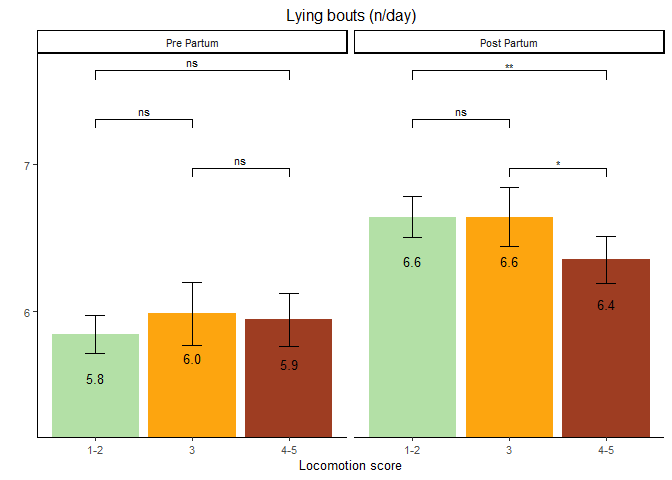 Lying bouts (n/day)
Pre Partum
Post Partum
ns
**
ns
ns
ns
*
7
6
5.8
6.0
5.9
6.6
6.6
6.4
1-2
3
4-5
1-2
3
4-5
Locomotion score